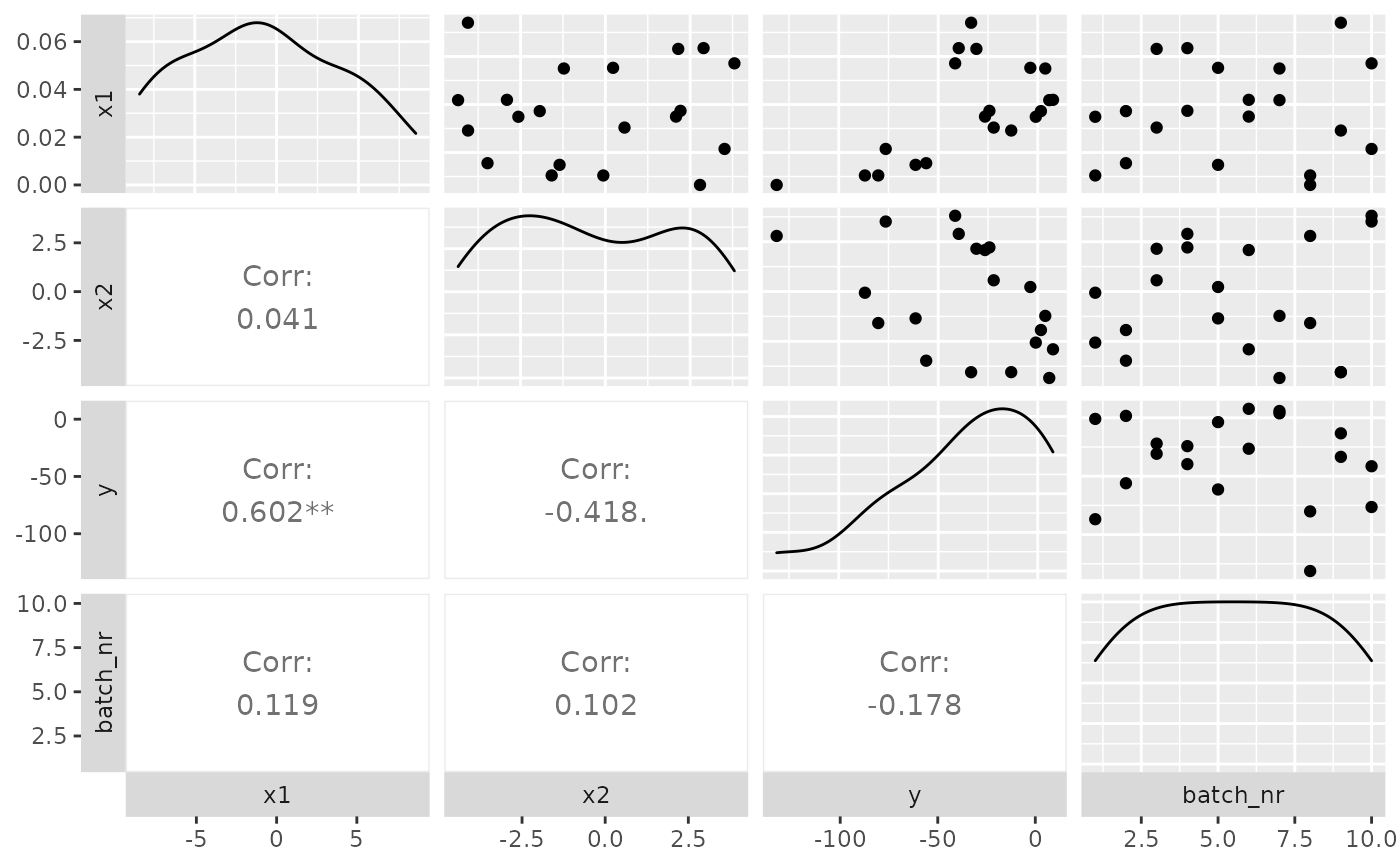 0.06
0.04
0.02
0.00
x1
2.5
0.0
-2.5
x2
Corr:
0.041
0
-50
-100
y
Corr:
0.602**
Corr:
-0.418.
10.0
7.5
5.0
2.5
batch_nr
Corr:
0.119
Corr:
0.102
Corr:
-0.178
x1 x2 y batch_nr
-5 0 5 -2.5 0.0 2.5 -100 -50 0 2.5 5.0 7.5 10.0